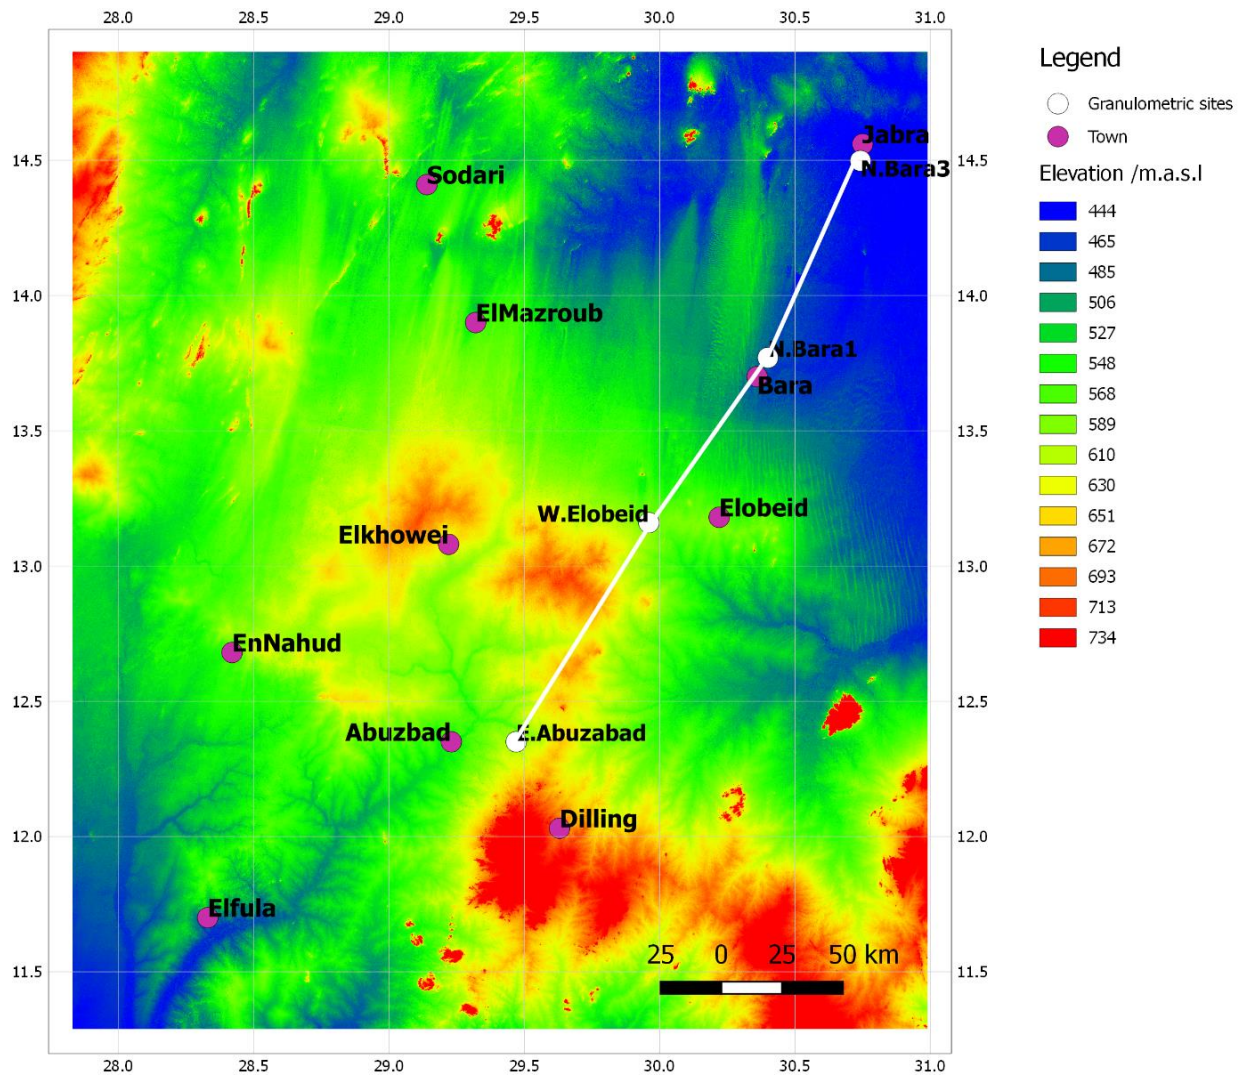 28.0 28.5 29.0 29.5 30.0 30.5 31.0
Legend
Granulometric sites
Town
Elevation /m.a.s.l
444
465
485
506
527
548
568
589
610
630
651
672
693
713
734
Jabra
14.5 14.5
N.Bara3
Sodari
14.0 14.0
ElMazroub
N.Bara1
Bara
13.5 13.5
W.Elobeid
Elobeid
Elkhowei
13.0 13.0
EnNahud
12.5 12.5
Abuzbad
E.Abuzabad
Dilling
12.0 12.0
Elfula
25 0 25 50 km
11.5 11.5
28.0 28.5 29.0 29.5 30.0 30.5 31.0